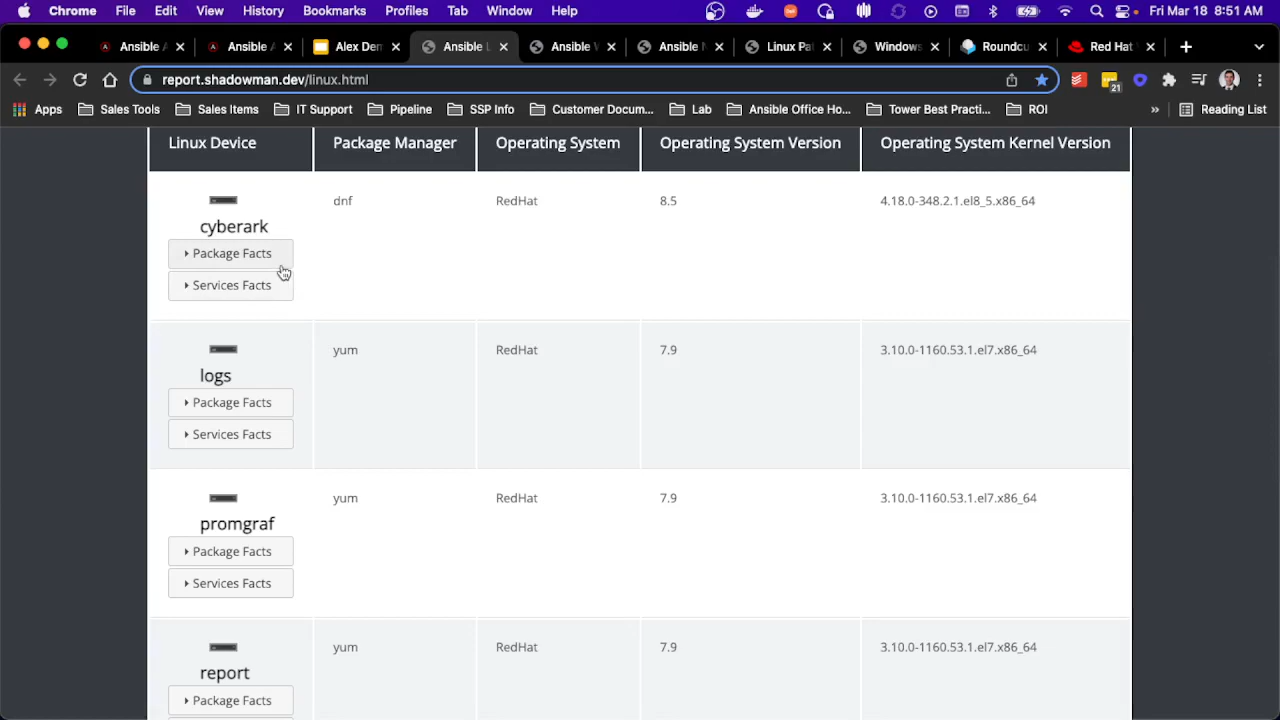 Chrome File Edit View History Bookmarks Profiles Tab Window Help Fri Mar 18 8:51 AM
Ansible A Ansible A Alex Dem Ansible L Ansible W Ansible N Linux Pat Windows Roundcu Red Hat
report.shadowman.dev/linux.html 21
Apps Sales Tools Sales Items IT Support Pipeline SSP Info Customer Docum... Lab Ansible Office Ho... Tower Best Practi... ROI » Reading List
Linux Device Package Manager Operating System Operating System Version Operating System Kernel Version
dnf RedHat 8.5 4.18.0-348.2.1.el8_5.x86_64
cyberark
Package Facts
Services Facts
yum RedHat 7.9 3.10.0-1160.53.1.el7.x86_64
logs
Package Facts
Services Facts
yum RedHat 7.9 3.10.0-1160.53.1.el7.x86_64
promgraf
Package Facts
Services Facts
yum RedHat 7.9 3.10.0-1160.53.1.el7.x86_64
report
Package Facts